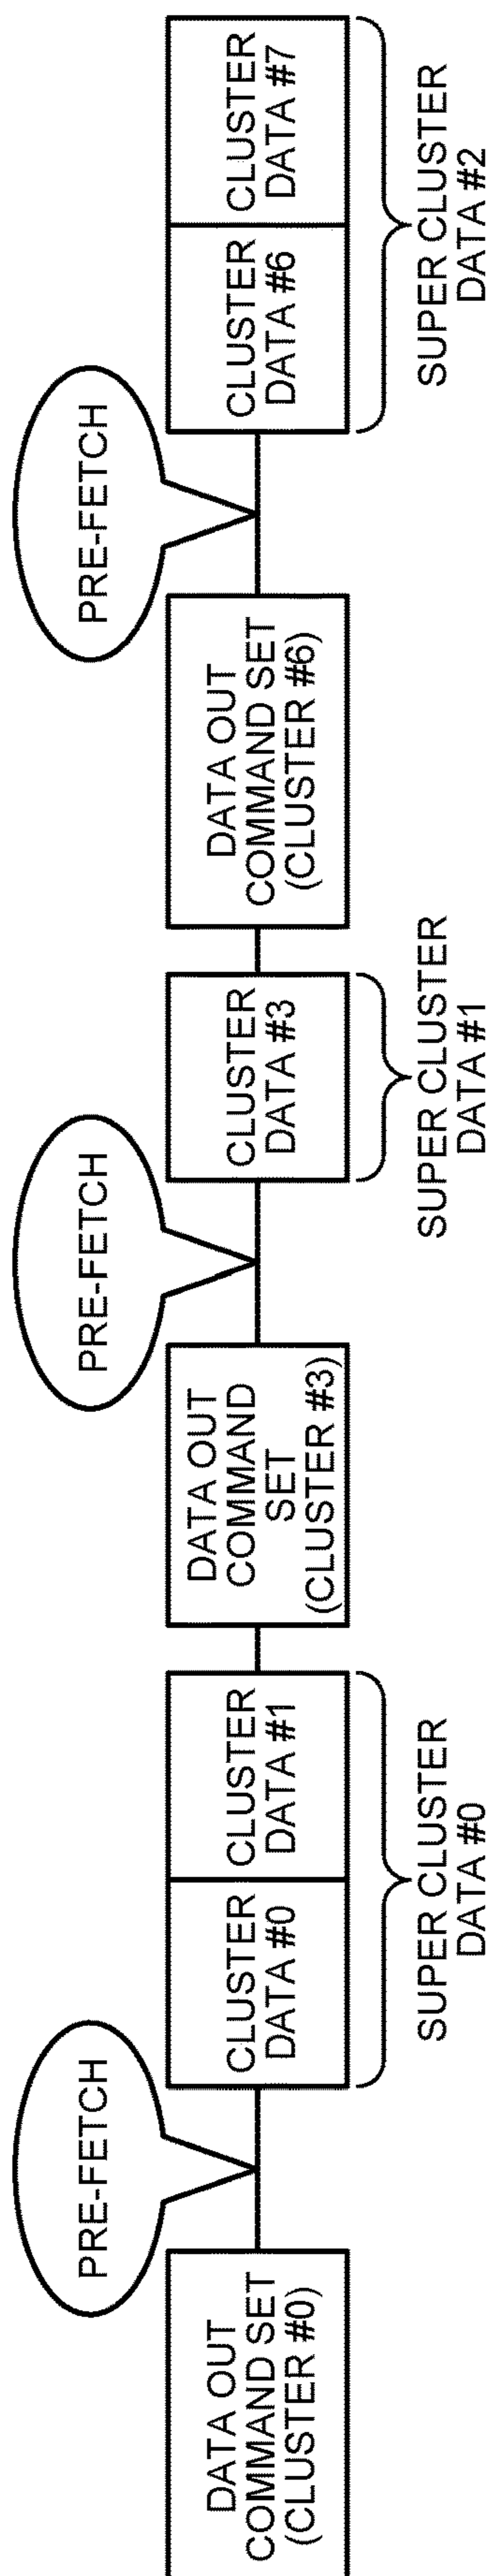 DATA OUT
COMMAND SET
(CLUSTER #0)
PRE-FETCH
CLUSTER
DATA #0
CLUSTER
DATA #1
SUPER CLUSTER
DATA #0
DATA OUT
COMMAND
SET
(CLUSTER #3)
PRE-FETCH
CLUSTER
DATA #3
SUPER CLUSTER
DATA #1
DATA OUT
COMMAND SET
(CLUSTER #6)
PRE-FETCH
CLUSTER
DATA #6
CLUSTER
DATA #7
SUPER CLUSTER
DATA #2